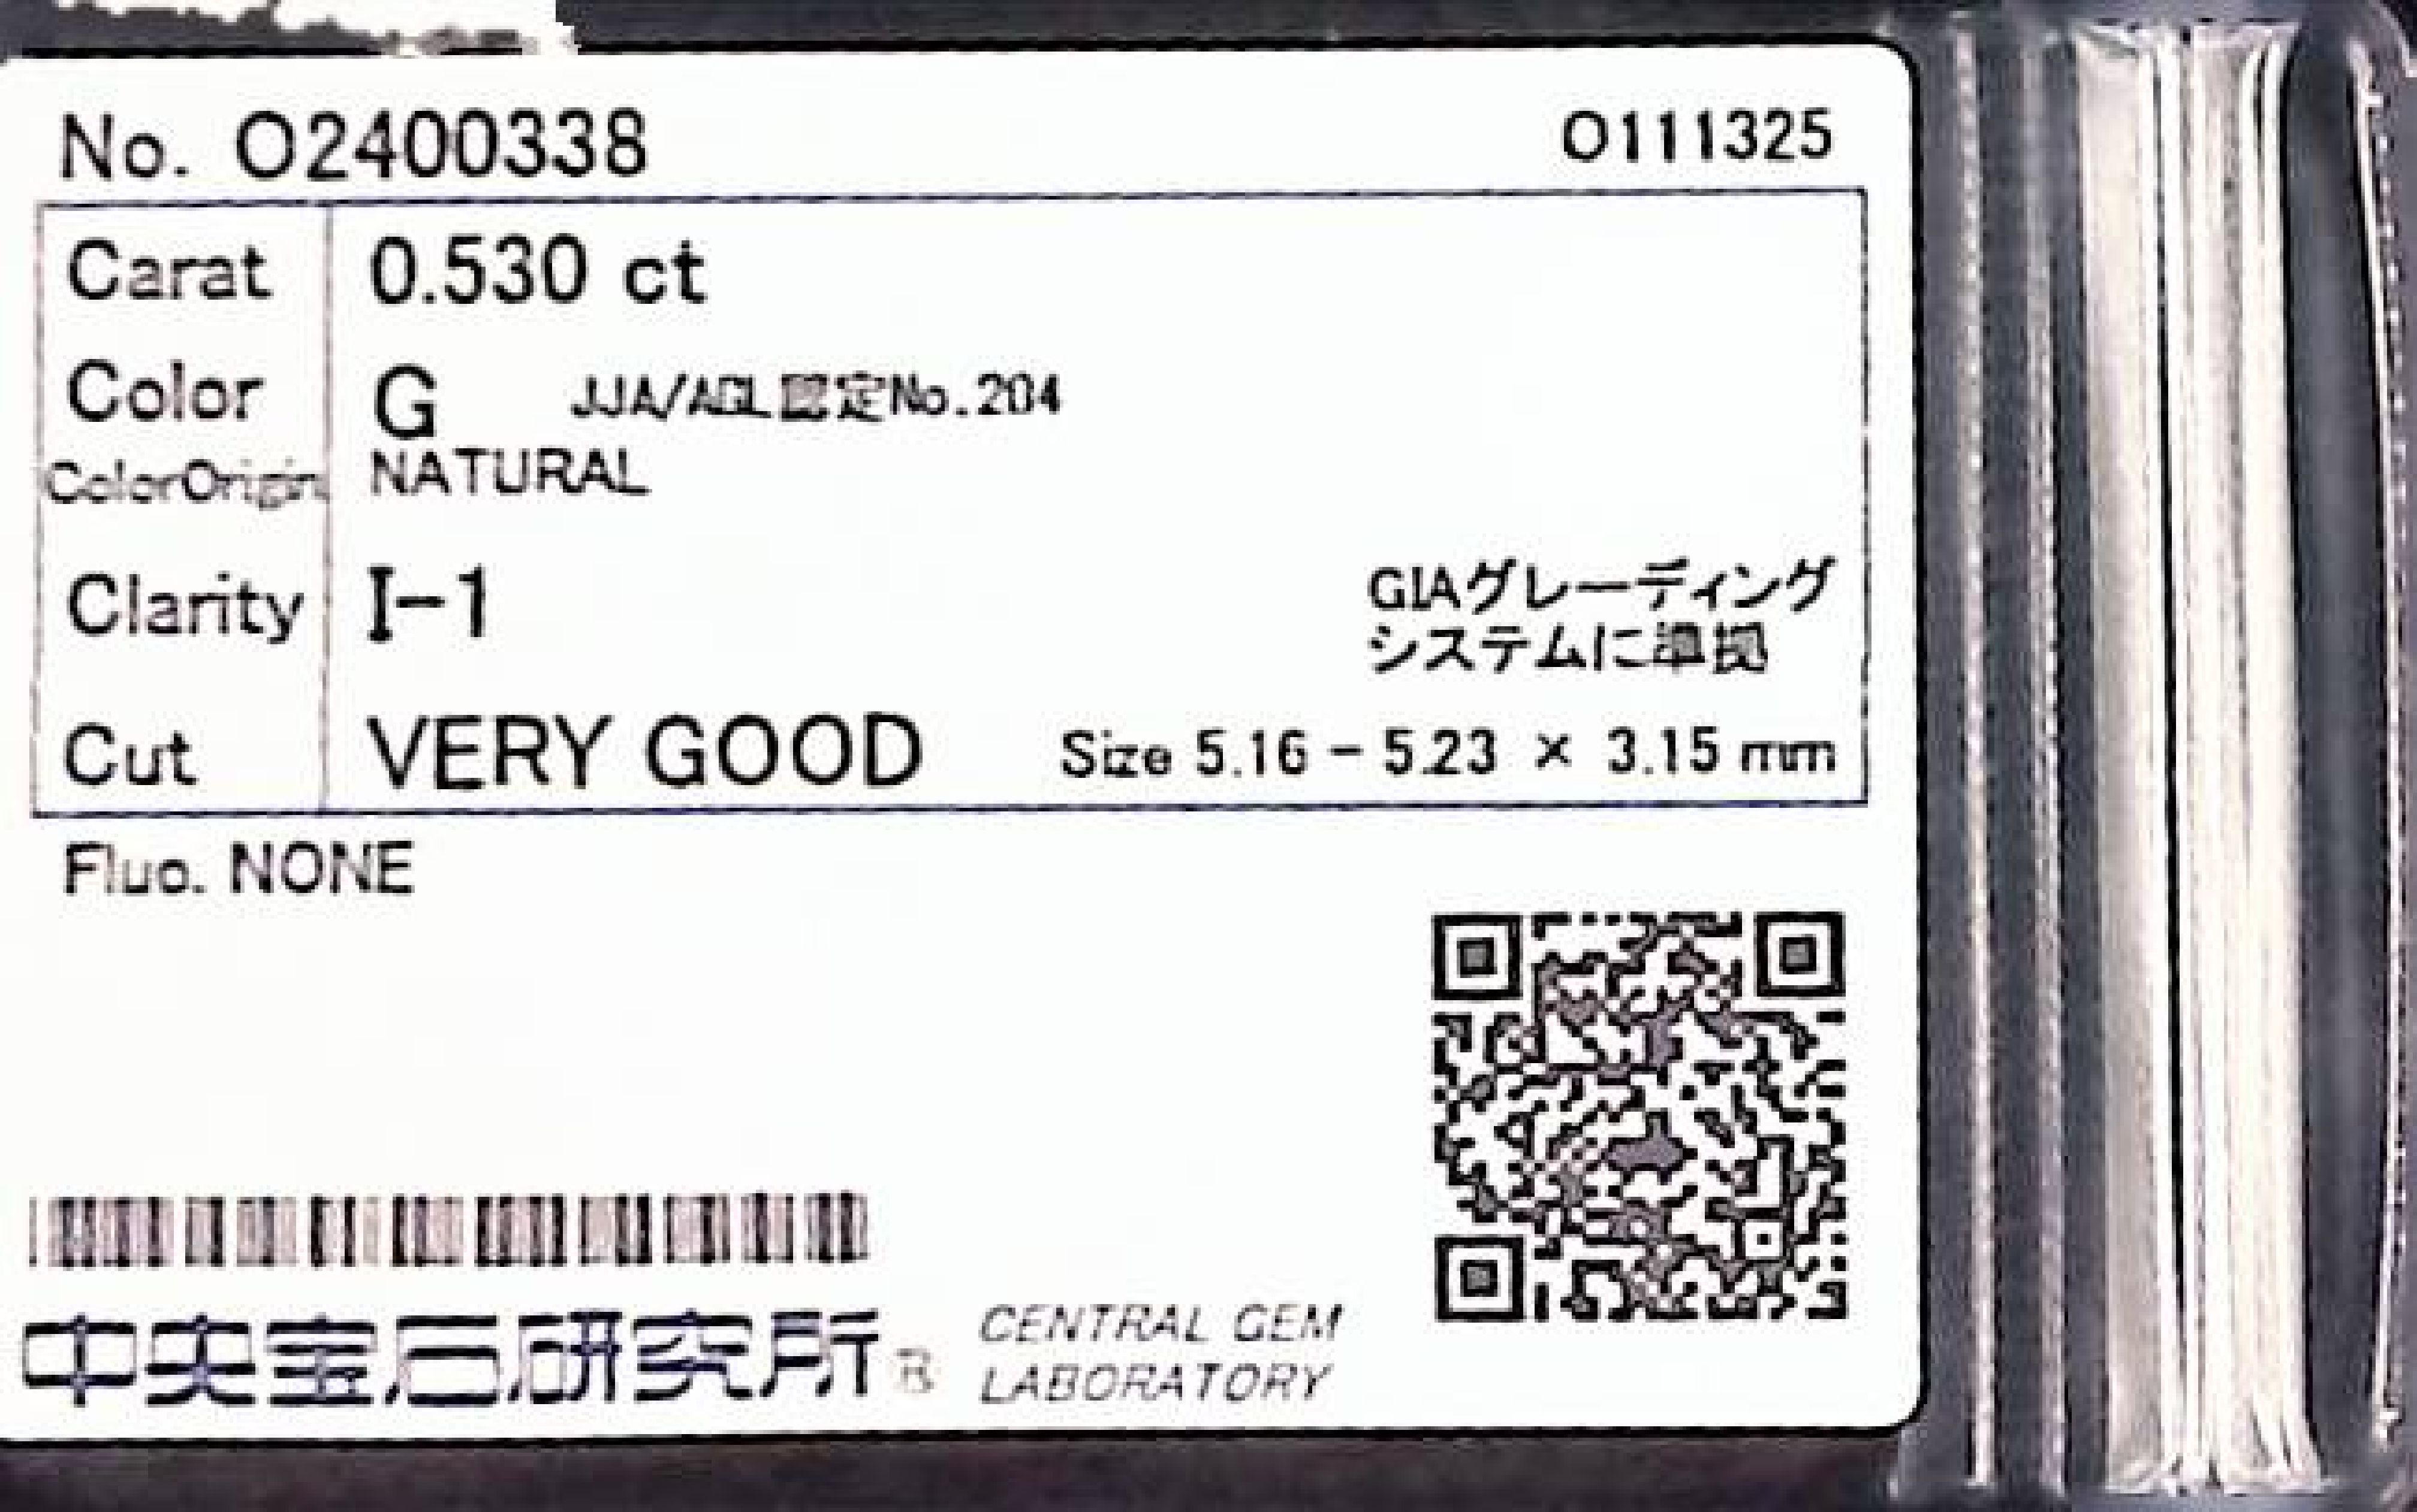 No. O2400338 O111325
Carat 0.530 ct
Color G JJA/AGL認定No.204
ColorOrigin NATURAL
Clarity I-1 GIAグレーディング
システムに準拠
Cut VERY GOOD Size 5.16 - 5.23 × 3.15 mm
Fluo. NONE
中央宝石研究所® CENTRAL GEM
LABORATORY